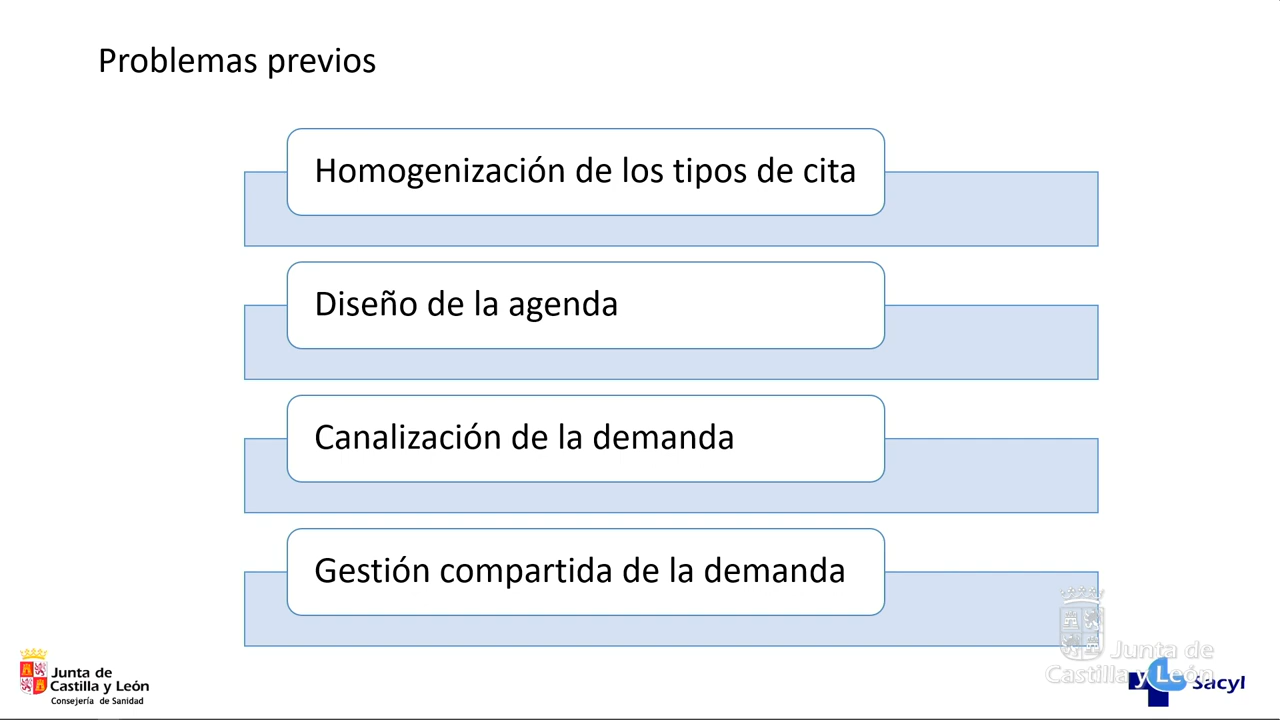 Problemas previos
Homogenización de los tipos de cita
Diseño de la agenda
Canalización de la demanda
Gestión compartida de la demanda
Junta de
Castilla y León
Consejería de Sanidad
Junta de
Castilla y León
Sacyl